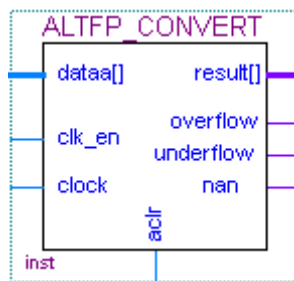 ALTFP_CONVERT
dataa[] result[]
overflow
clk_en
underflow
clock nan
aclr
inst